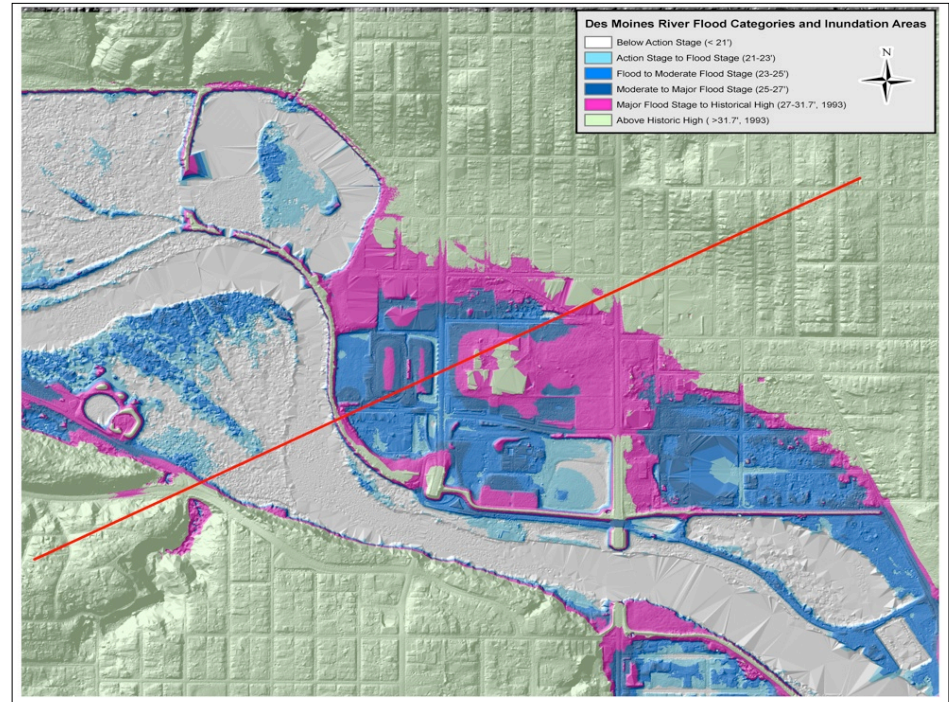 Des Moines River Flood Categories and Inundation Areas
Below Action Stage (< 21')
Action Stage to Flood Stage (21-23')
Flood to Moderate Flood Stage (23-25')
Moderate to Major Flood Stage (25-27')
Major Flood Stage to Historical High (27-31.7', 1993)
Above Historic High ( >31.7', 1993)
N